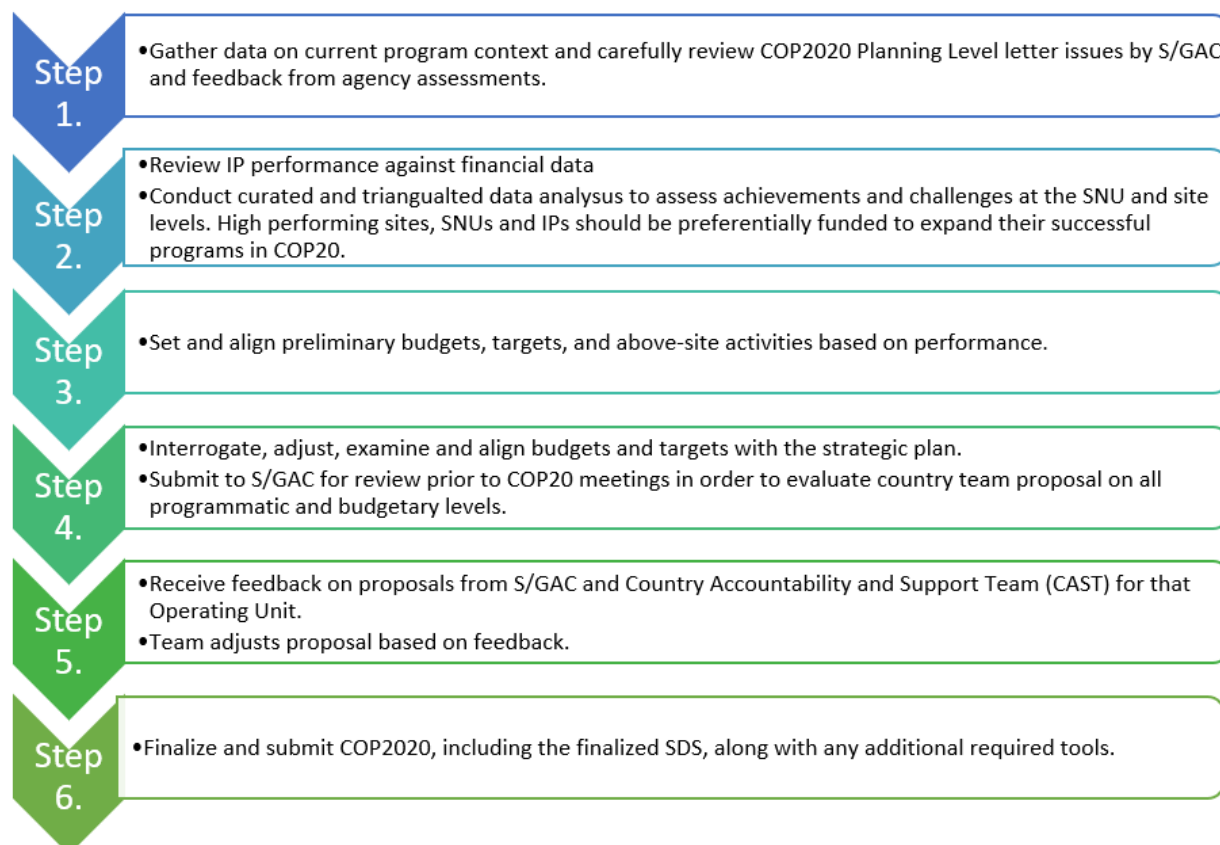 Step
1.
•Gather data on current program context and carefully review COP2020 Planning Level letter issues by S/GAC
and feedback from agency assessments.
Step
2.
•Review IP performance against financial data
•Conduct curated and triangualted data analysus to assess achievements and challenges at the SNU and site
levels. High performing sites, SNUs and IPs should be preferentially funded to expand their successful
programs in COP20.
Step
3.
•Set and align preliminary budgets, targets, and above-site activities based on performance.
Step
4.
•Interrogate, adjust, examine and align budgets and targets with the strategic plan.
•Submit to S/GAC for review prior to COP20 meetings in order to evaluate country team proposal on all
programmatic and budgetary levels.
Step
5.
•Receive feedback on proposals from S/GAC and Country Accountability and Support Team (CAST) for that
Operating Unit.
•Team adjusts proposal based on feedback.
Step
6.
•Finalize and submit COP2020, including the finalized SDS, along with any additional required tools.